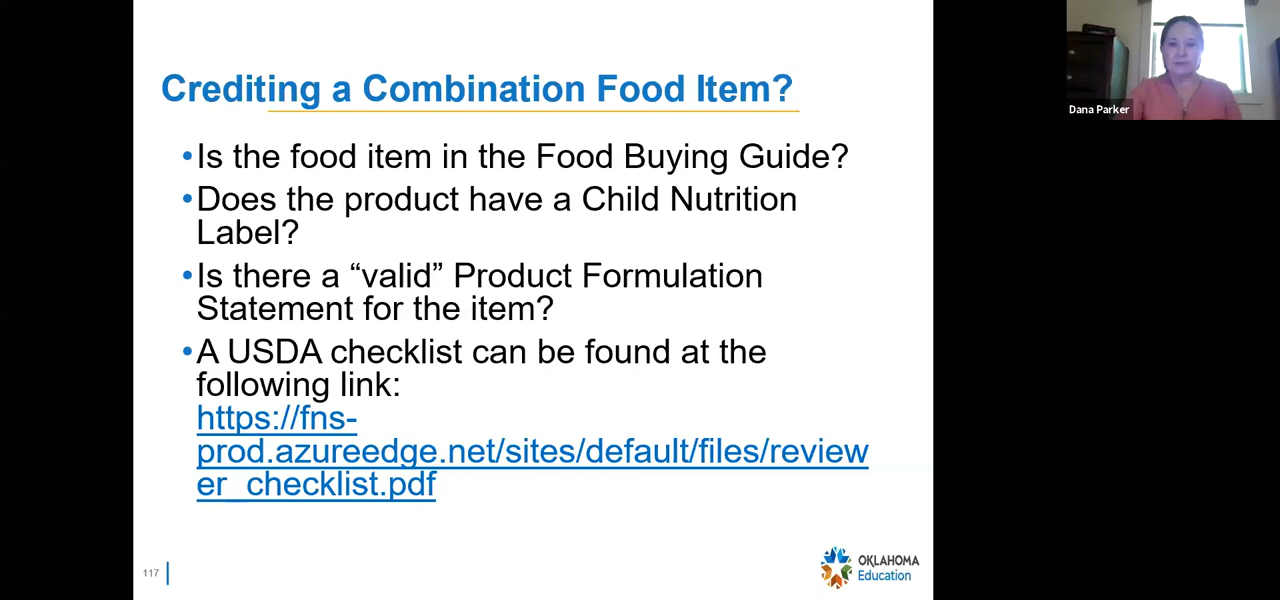 Crediting a Combination Food Item?
Dana Parker
•Is the food item in the Food Buying Guide?
•Does the product have a Child Nutrition
Label?
•Is there a “valid” Product Formulation
Statement for the item?
•A USDA checklist can be found at the
following link:
https://fns-
prod.azureedge.net/sites/default/files/review
er_checklist.pdf
117
OKLAHOMA
Education